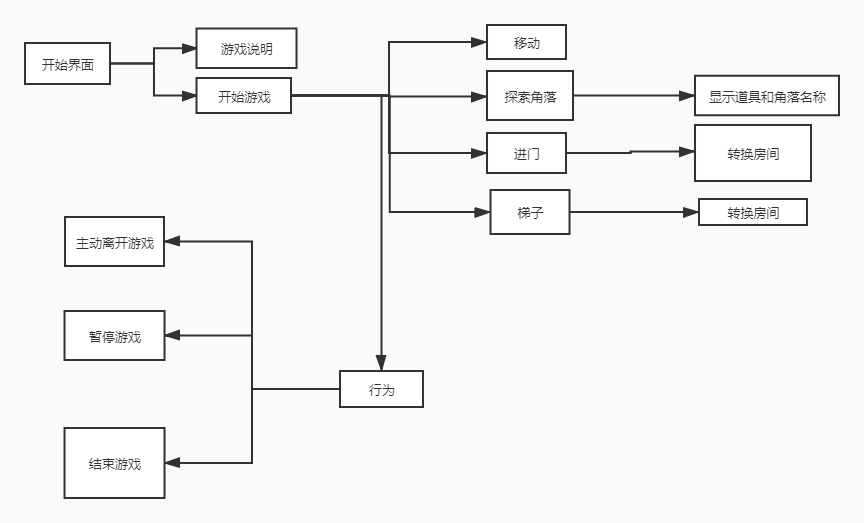 开始界面
游戏说明
开始游戏
移动
探索角落
显示道具和角落名称
进门
转换房间
梯子
转换房间
主动离开游戏
暂停游戏
行为
结束游戏